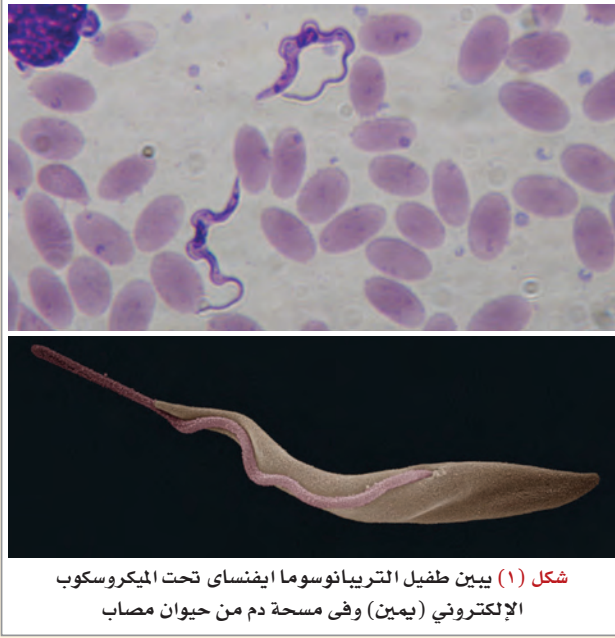 شكل (١) يبين طفيل التريبانوسوما ايفنساى تحت الميكروسكوب
الإلكتروني (يمين) وفى مسحة دم من حيوان مصاب